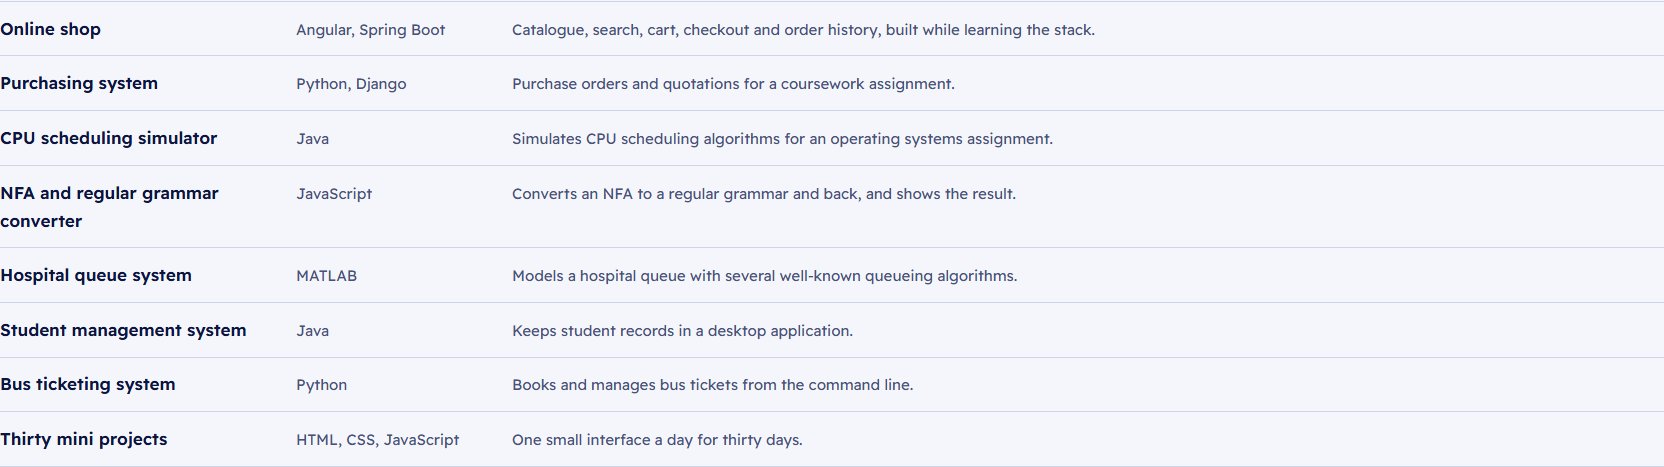 Online shop Angular, Spring Boot Catalogue, search, cart, checkout and order history, built while learning the stack.
Purchasing system Python, Django Purchase orders and quotations for a coursework assignment.
CPU scheduling simulator Java Simulates CPU scheduling algorithms for an operating systems assignment.
NFA and regular grammar JavaScript Converts an NFA to a regular grammar and back, and shows the result.
converter
Hospital queue system MATLAB Models a hospital queue with several well-known queueing algorithms.
Student management system Java Keeps student records in a desktop application.
Bus ticketing system Python Books and manages bus tickets from the command line.
Thirty mini projects HTML, CSS, JavaScript One small interface a day for thirty days.